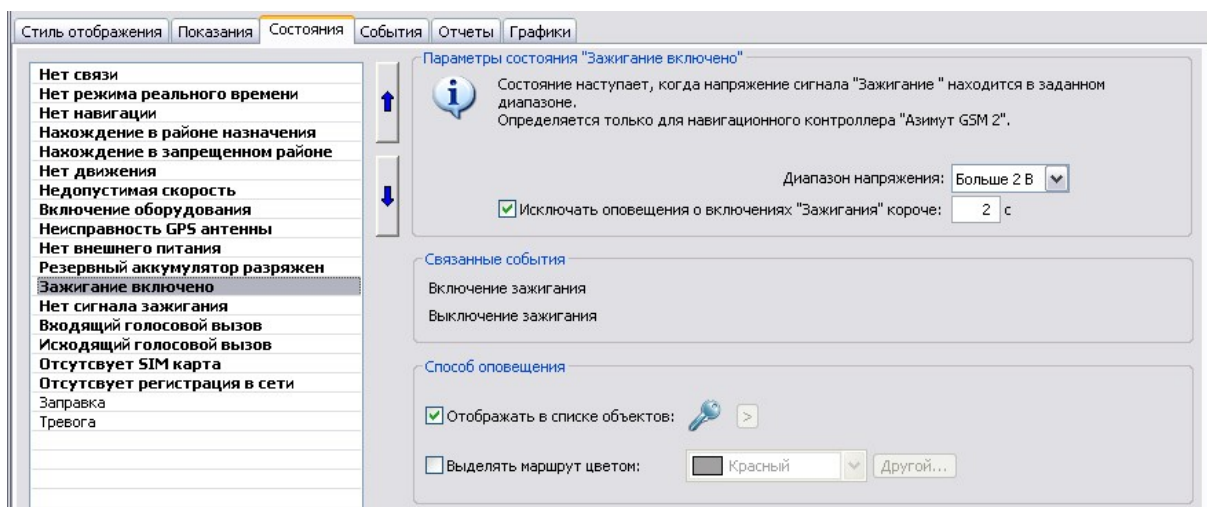 Стиль отображения Показания Состояния События Отчеты Графики
Нет связи
Нет режима реального времени
Нет навигации
Нахождение в районе назначения
Нахождение в запрещенном районе
Нет движения
Недопустимая скорость
Включение оборудования
Неисправность GPS антенны
Нет внешнего питания
Резервный аккумулятор разряжен
Зажигание включено
Нет сигнала зажигания
Входящий голосовой вызов
Исходящий голосовой вызов
Отсутсвует SIM карта
Отсутсвует регистрация в сети
Заправка
Тревога
Параметры состояния "Зажигание включено"
Состояние наступает, когда напряжение сигнала "Зажигание " находится в заданном
диапазоне.
Определяется только для навигационного контроллера "Азимут GSM 2".
Диапазон напряжения: Больше 2 В
Исключать оповещения о включениях "Зажигания" короче: 2 с
Связанные события
Включение зажигания
Выключение зажигания
Способ оповещения
Отображать в списке объектов: >
Выделять маршрут цветом: Красный Другой...